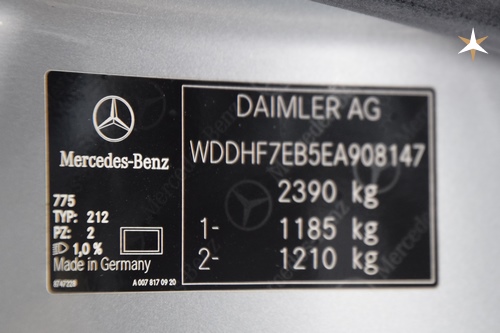 Mercedes-Benz
775
TYP: 212
PZ: 2
1,0 %
Made in Germany
A 007 817 09 20
DAIMLER AG
WDDHF7EB5EA908147
2390 kg
1- 1185 kg
2- 1210 kg